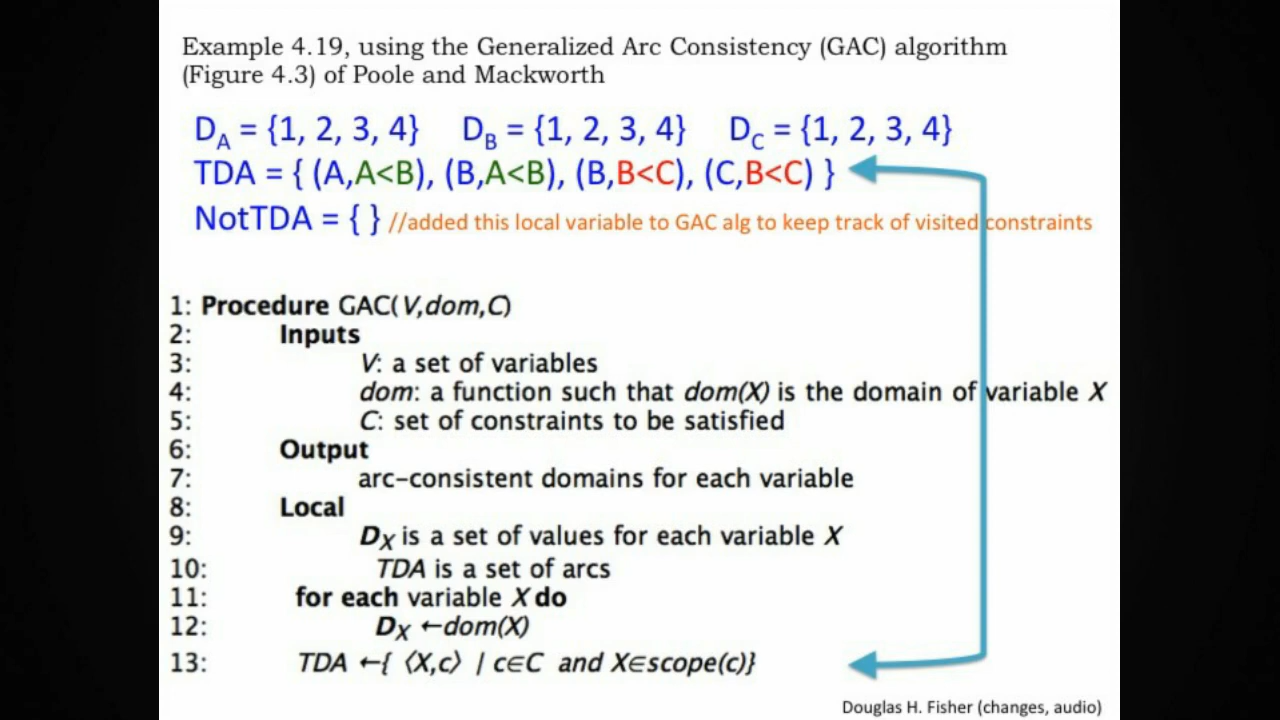 Example 4.19, using the Generalized Arc Consistency (GAC) algorithm
(Figure 4.3) of Poole and Mackworth
D_A = {1, 2, 3, 4} D_B = {1, 2, 3, 4} D_C = {1, 2, 3, 4}
TDA = { (A,A<B), (B,A<B), (B,B<C), (C,B<C) }
NotTDA = { } //added this local variable to GAC alg to keep track of visited constraints
1: Procedure GAC(V,dom,C)
2: Inputs
3: V: a set of variables
4: dom: a function such that dom(X) is the domain of variable X
5: C: set of constraints to be satisfied
6: Output
7: arc-consistent domains for each variable
8: Local
9: D_X is a set of values for each variable X
10: TDA is a set of arcs
11: for each variable X do
12: D_X ←dom(X)
13: TDA ←{ ⟨X,c⟩ | c∈C and X∈scope(c)}
Douglas H. Fisher (changes, audio)